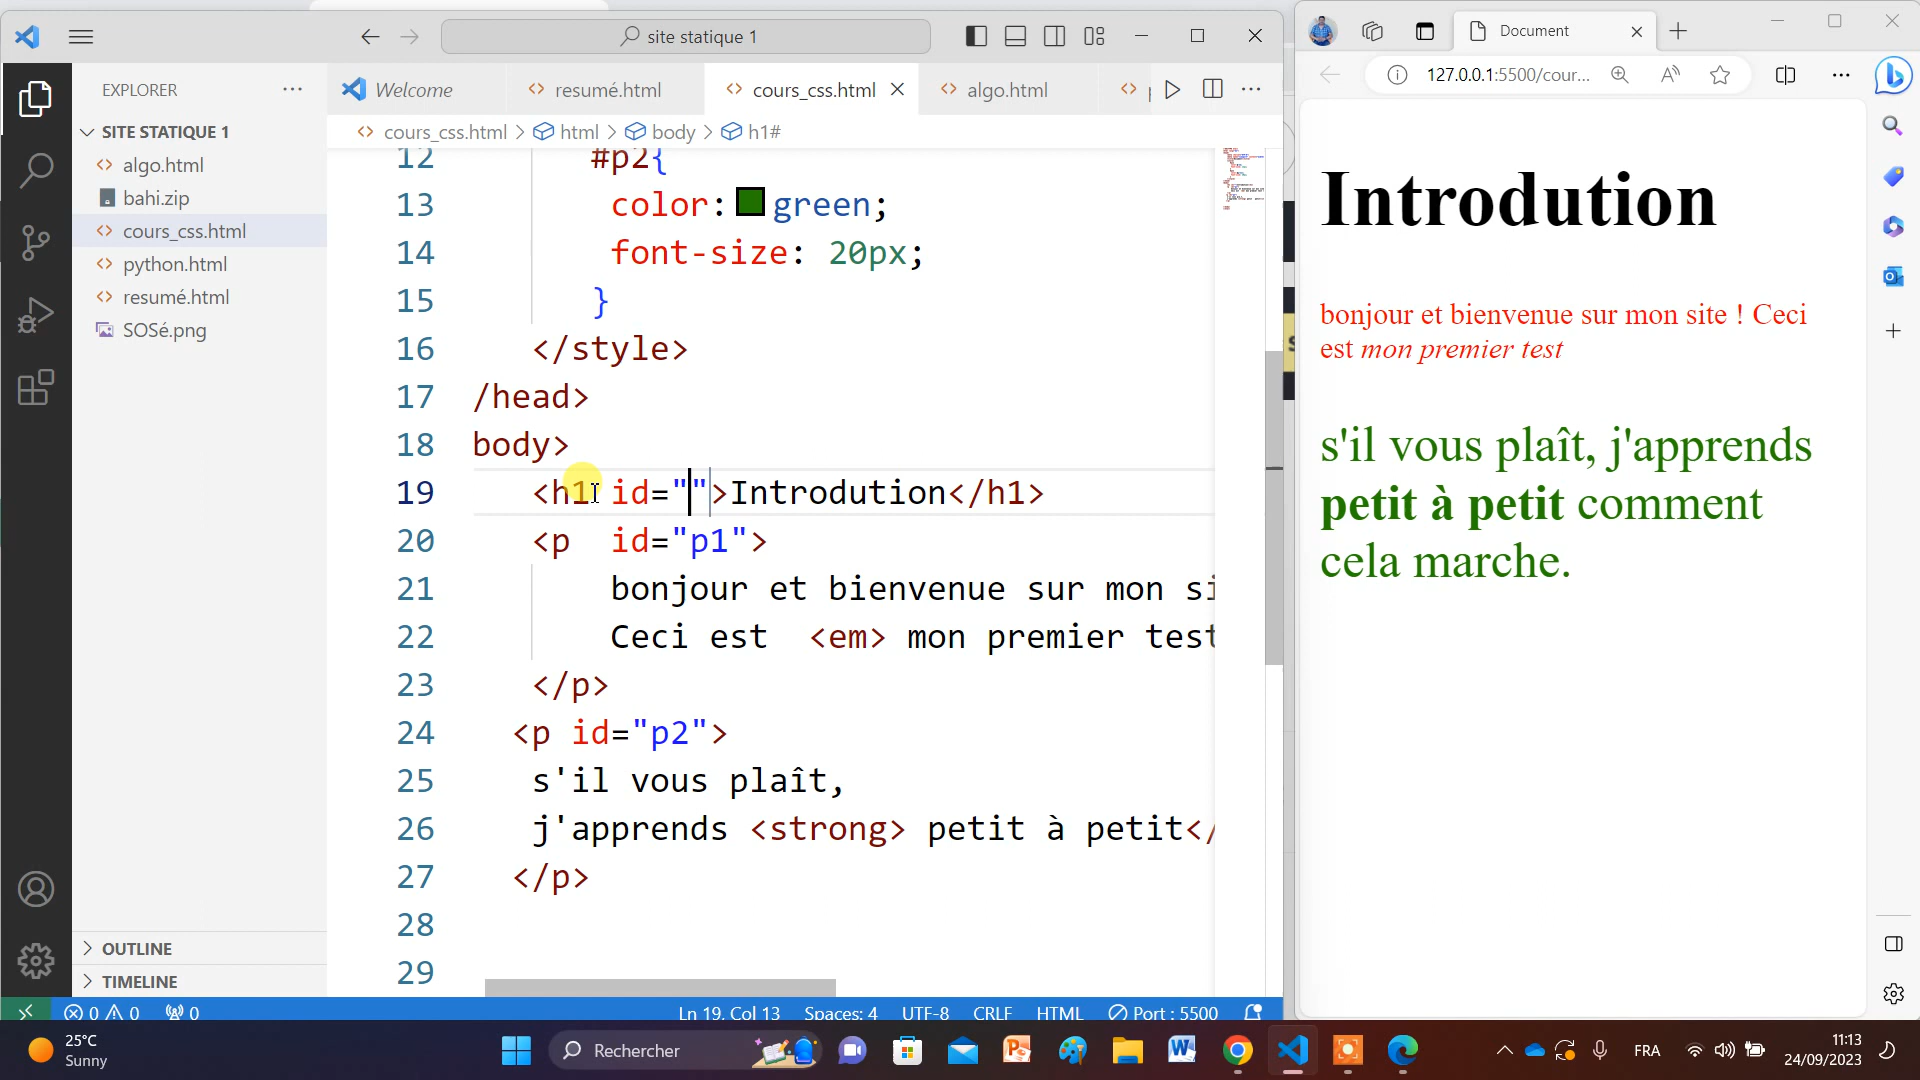 site statique 1
EXPLORER
SITE STATIQUE 1
algo.html
bahi.zip
cours_css.html
python.html
resumé.html
SOSé.png
OUTLINE
TIMELINE
Welcome
resumé.html
cours_css.html
algo.html
cours_css.html > html > body > h1#
12 #p2{
13 color: green;
14 font-size: 20px;
15 }
16 </style>
17 /head>
18 body>
19 <h1 id="">Introdution</h1>
20 <p  id="p1">
21 bonjour et bienvenue sur mon si
22 Ceci est  <em> mon premier test
23 </p>
24 <p id="p2">
25 s'il vous plaît,
26 j'apprends <strong> petit à petit</
27 </p>
28
29
0 0 0 Ln 19, Col 13 Spaces: 4 UTF-8 CRLF HTML Port : 5500
Document
127.0.0.1:5500/cour...
Introdution
bonjour et bienvenue sur mon site ! Ceci
est mon premier test
s'il vous plaît, j'apprends
petit à petit comment
cela marche.
25°C
Sunny
Rechercher
FRA
11:13
24/09/2023